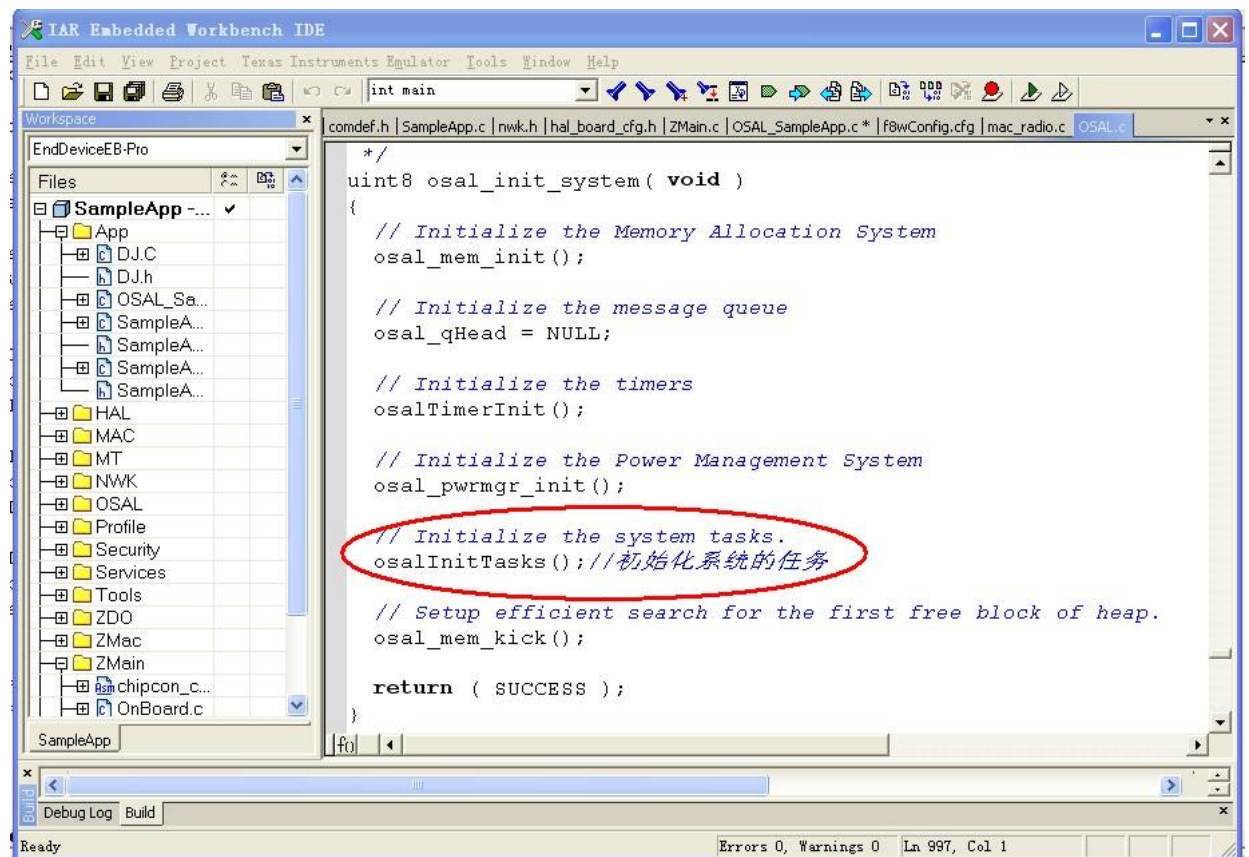 IAR Embedded Workbench IDE
File Edit View Project Texas Instruments Emulator Tools Window Help
int main
Workspace
comdef.h | SampleApp.c | nwk.h | hal_board_cfg.h | ZMain.c | OSAL_SampleApp.c * | f8wConfig.cfg | mac_radio.c OSAL.c
EndDeviceEB-Pro
Files
SampleApp -...
App
DJ.C
DJ.h
OSAL_Sa...
SampleA...
SampleA...
SampleA...
SampleA...
HAL
MAC
MT
NWK
OSAL
Profile
Security
Services
Tools
ZDO
ZMac
ZMain
chipcon_c...
OnBoard.c
SampleApp
*/
uint8 osal_init_system( void )
{
// Initialize the Memory Allocation System
osal_mem_init();
// Initialize the message queue
osal_qHead = NULL;
// Initialize the timers
osalTimerInit();
// Initialize the Power Management System
osal_pwrmgr_init();
// Initialize the system tasks.
osalInitTasks();//初始化系统的任务
// Setup efficient search for the first free block of heap.
osal_mem_kick();
return ( SUCCESS );
}
f()
Build
Debug Log Build
Ready
Errors 0, Warnings 0 Ln 997, Col 1